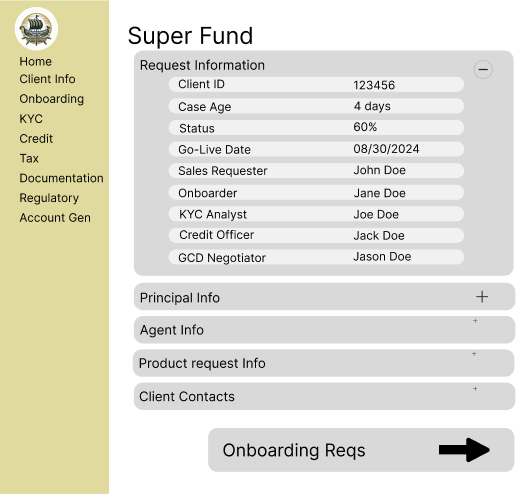 Super Fund
Home
Client Info
Onboarding
KYC
Credit
Tax
Documentation
Regulatory
Account Gen
Request Information
Client ID 123456
Case Age 4 days
Status 60%
Go-Live Date 08/30/2024
Sales Requester John Doe
Onboarder Jane Doe
KYC Analyst Joe Doe
Credit Officer Jack Doe
GCD Negotiator Jason Doe
Principal Info
Agent Info
Product request Info
Client Contacts
Onboarding Reqs